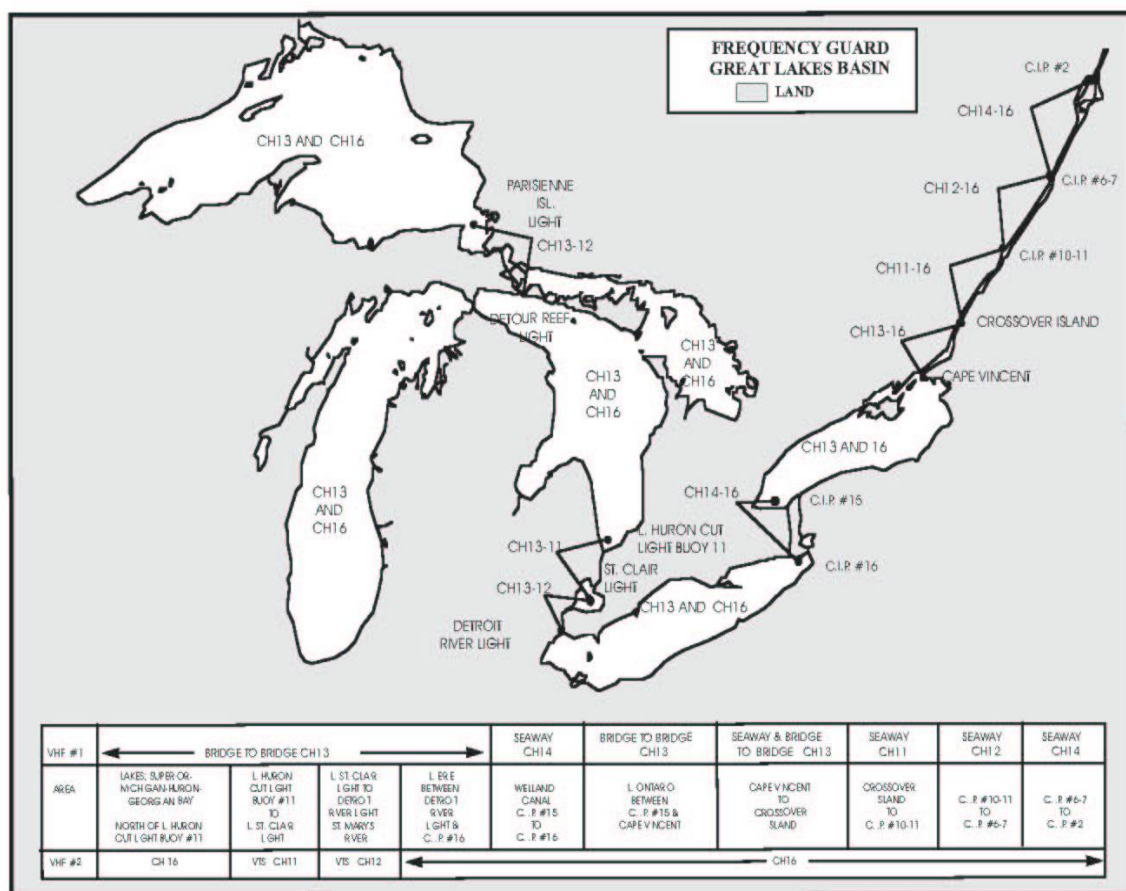 FREQUENCY GUARD
GREAT LAKES BASIN
LAND
C.I.P. #2
CH14-16
CH13 AND CH16
PARISIENNE
ISL.
LIGHT
CH12-16
C.I.P. #6-7
CH13-12
CH11-16
C.I.P. #10-11
DETOUR REEF
LIGHT
CH13-16
CROSSOVER ISLAND
CH13
AND
CH16
CH13
AND
CH16
CAPE VINCENT
CH13 AND 16
CH13
AND
CH16
CH14-16
C.I.P. #15
L. HURON CUT
LIGHT BUOY 11
CH13-11
ST. CLAIR
LIGHT
C.I.P. #16
CH13-12
CH13 AND CH16
DETROIT
RIVER LIGHT
VHF #1
BRIDGE TO BRIDGE CH13
SEAWAY
CH14
BRIDGE TO BRIDGE
CH13
SEAWAY & BRIDGE
TO BRIDGE CH13
SEAWAY
CH11
SEAWAY
CH12
SEAWAY
CH14
AREA
LAKES; SUPERIOR-
MICHIGAN-HURON-
GEORGIAN BAY
NORTH OF L HURON
CUT LIGHT BUOY #11
L HURON
CUT LIGHT
BUOY #11
TO
L ST. CLAIR
LIGHT
L ST. CLAIR
LIGHT TO
DETROIT
RIVER LIGHT
ST. MARYS
RIVER
L ERIE
BETWEEN
DETROIT
RIVER
LIGHT &
C.I.P. #16
WELLAND
CANAL
C.I.P. #15
TO
C.I.P. #16
L ONTARIO
BETWEEN
C.I.P. #15 &
CAPE VINCENT
CAPE VINCENT
TO
CROSSOVER
ISLAND
CROSSOVER
ISLAND
TO
C.I.P. #10-11
C.I.P. #10-11
TO
C.I.P. #6-7
C.I.P. #6-7
TO
C.I.P. #2
VHF #2
CH 16
VTS CH11
VTS CH12
CH16